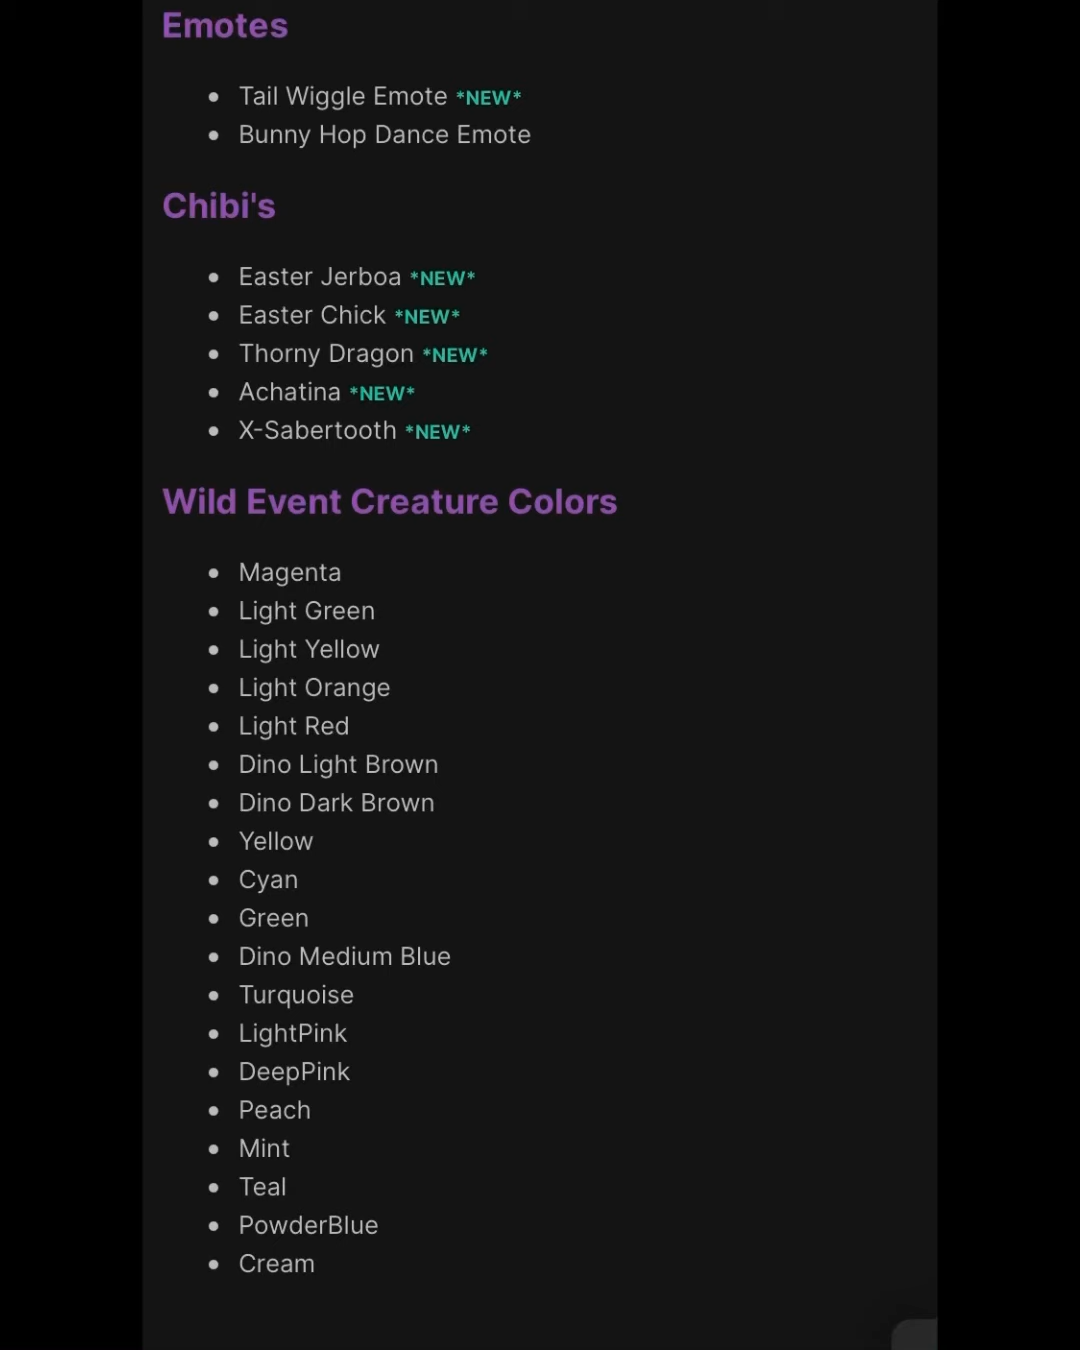 Emotes
Tail Wiggle Emote *NEW*
Bunny Hop Dance Emote
Chibi's
Easter Jerboa *NEW*
Easter Chick *NEW*
Thorny Dragon *NEW*
Achatina *NEW*
X-Sabertooth *NEW*
Wild Event Creature Colors
Magenta
Light Green
Light Yellow
Light Orange
Light Red
Dino Light Brown
Dino Dark Brown
Yellow
Cyan
Green
Dino Medium Blue
Turquoise
LightPink
DeepPink
Peach
Mint
Teal
PowderBlue
Cream